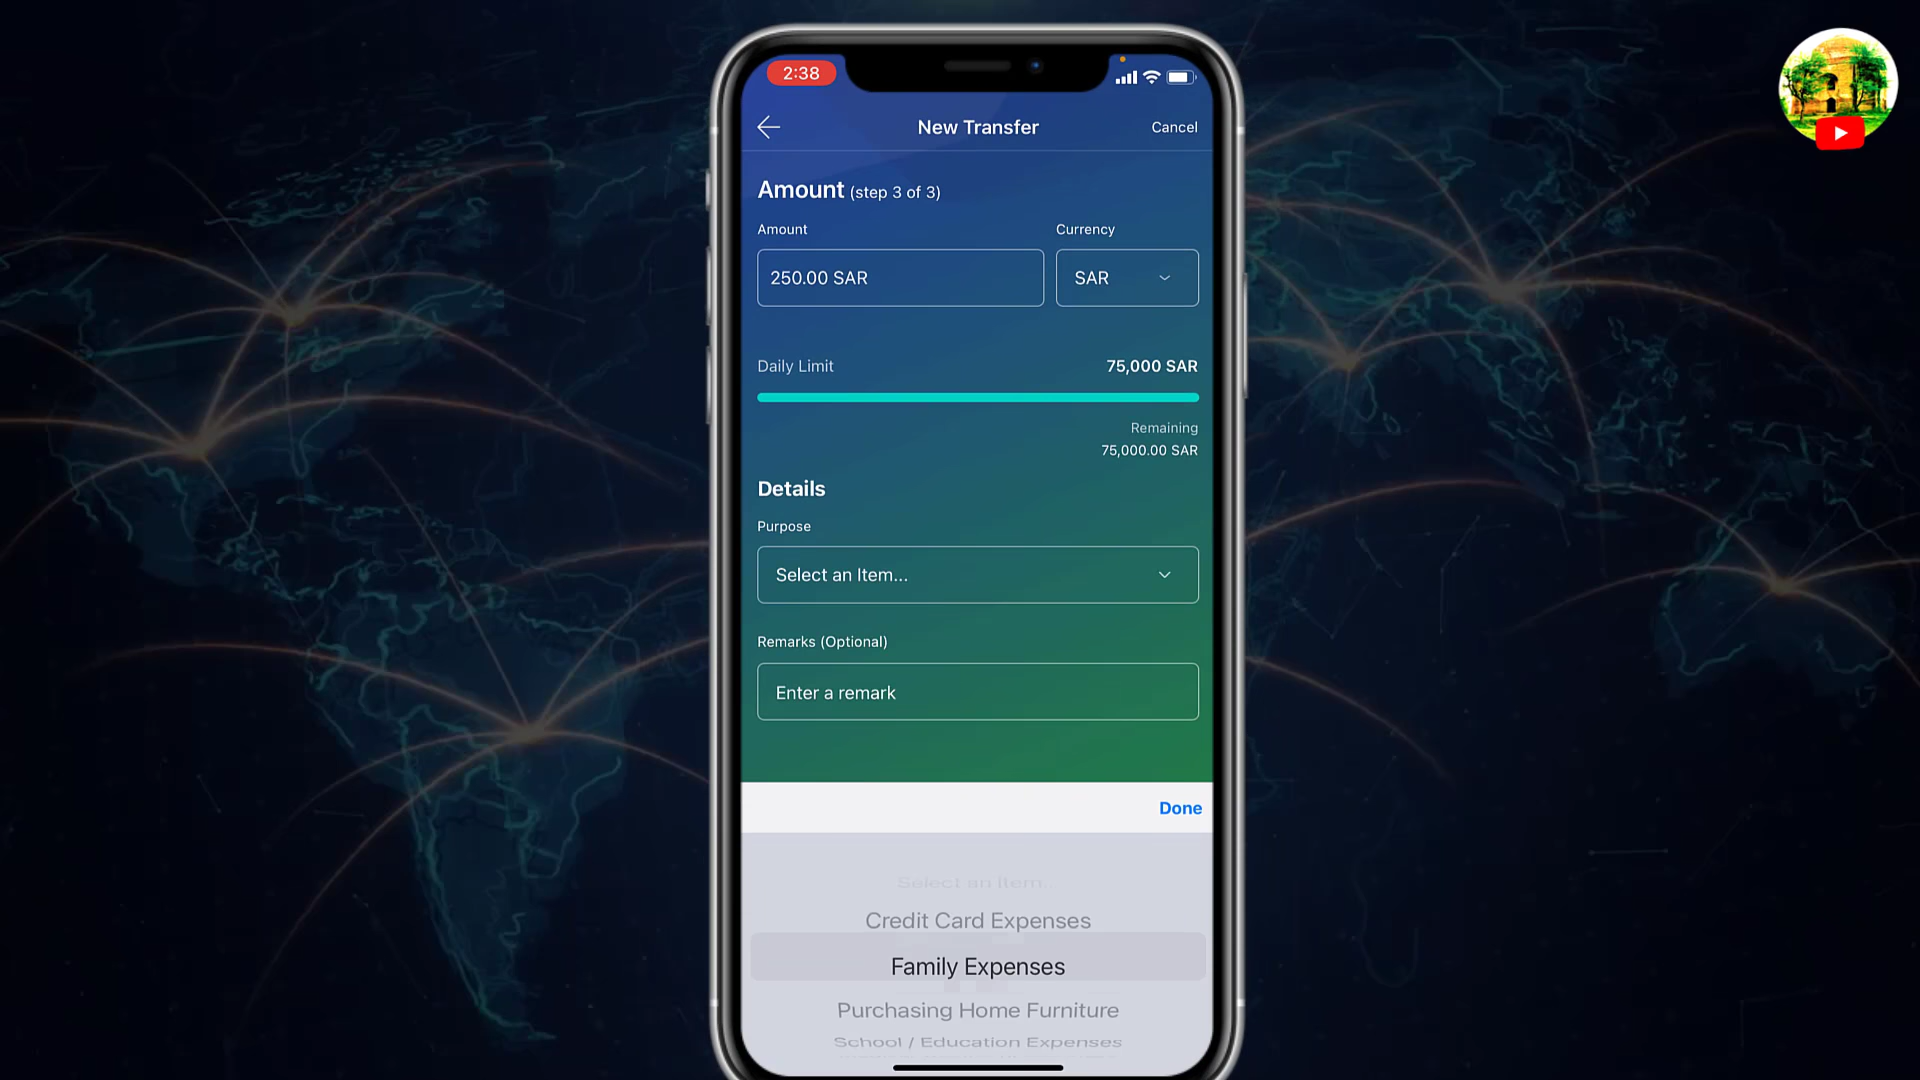 2:38
New Transfer
Cancel
Amount (step 3 of 3)
Amount
Currency
250.00 SAR
SAR
Daily Limit
75,000 SAR
Remaining
75,000.00 SAR
Details
Purpose
Select an Item...
Remarks (Optional)
Enter a remark
Done
Select an Item...
Credit Card Expenses
Family Expenses
Purchasing Home Furniture
School / Education Expenses